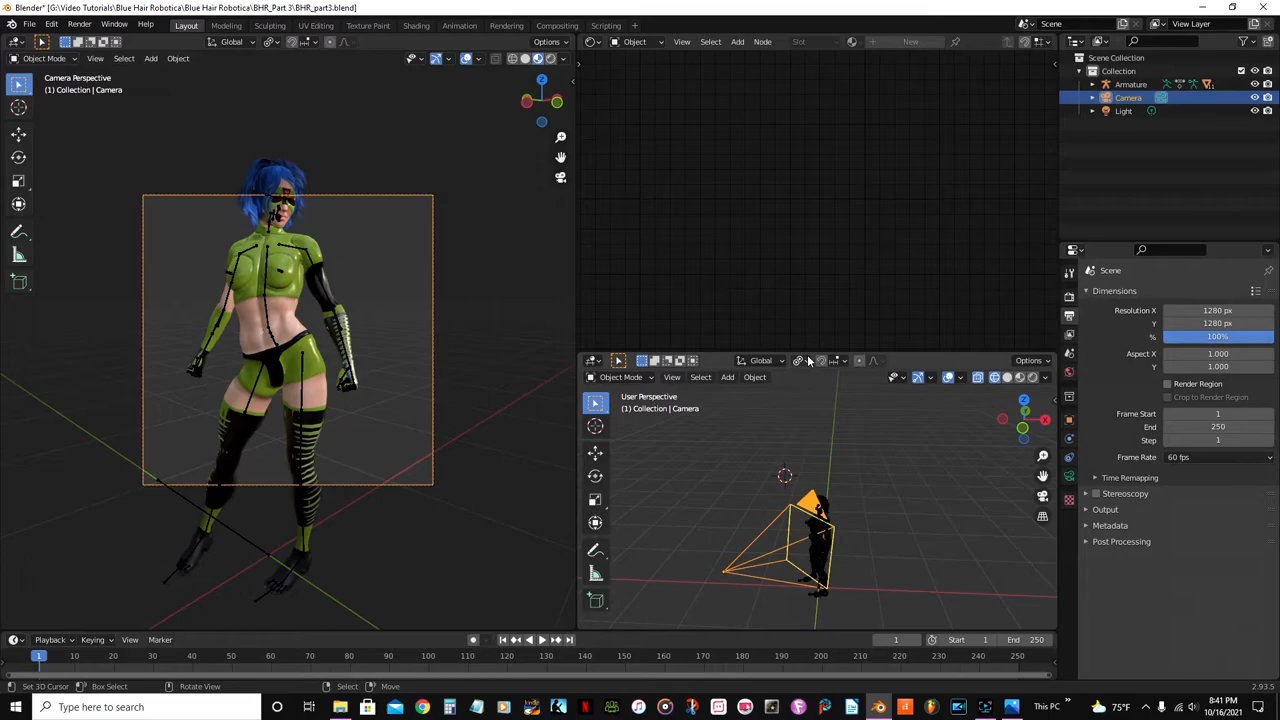 Blender* [G:\Video Tutorials\Blue Hair Robotica\BHR_Part 3\BHR_part3.blend]
File Edit Render Window Help Layout Modeling Sculpting UV Editing Texture Paint Shading Animation Rendering Compositing Scripting Scene View Layer
Global Options
Object Mode View Select Add Object
Camera Perspective
(1) Collection | Camera
Z
Object View Select Add Node Slot New
Global Options
Object Mode View Select Add Object
User Perspective
(1) Collection | Camera
Z
X
Scene Collection
Collection
Armature
11
Camera
Light
Scene
Dimensions
Resolution X 1280 px
Y 1280 px
% 100%
Aspect X 1.000
Y 1.000
Render Region
Crop to Render Region
Frame Start 1
End 250
Step 1
Frame Rate 60 fps
Time Remapping
Stereoscopy
Output
Metadata
Post Processing
Playback Keying View Marker 1 Start 1 End 250
1 10 20 30 40 50 60 70 80 90 100 110 120 130 140 150 160 170 180 190 200 210 220 230 240 250
Set 3D Cursor Box Select Rotate View Select Move 2.93.5
Type here to search This PC 75°F 8:41 PM
10/16/2021